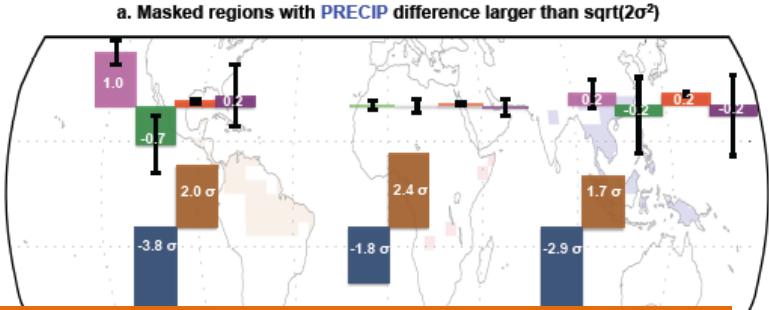 a. Masked regions with PRECIP difference larger than sqrt(2σ²)
1.0
0.2
0.2
0.2
-0.7
-0.2
-0.2
2.0 σ
2.4 σ
1.7 σ
-3.8 σ
-1.8 σ
-2.9 σ